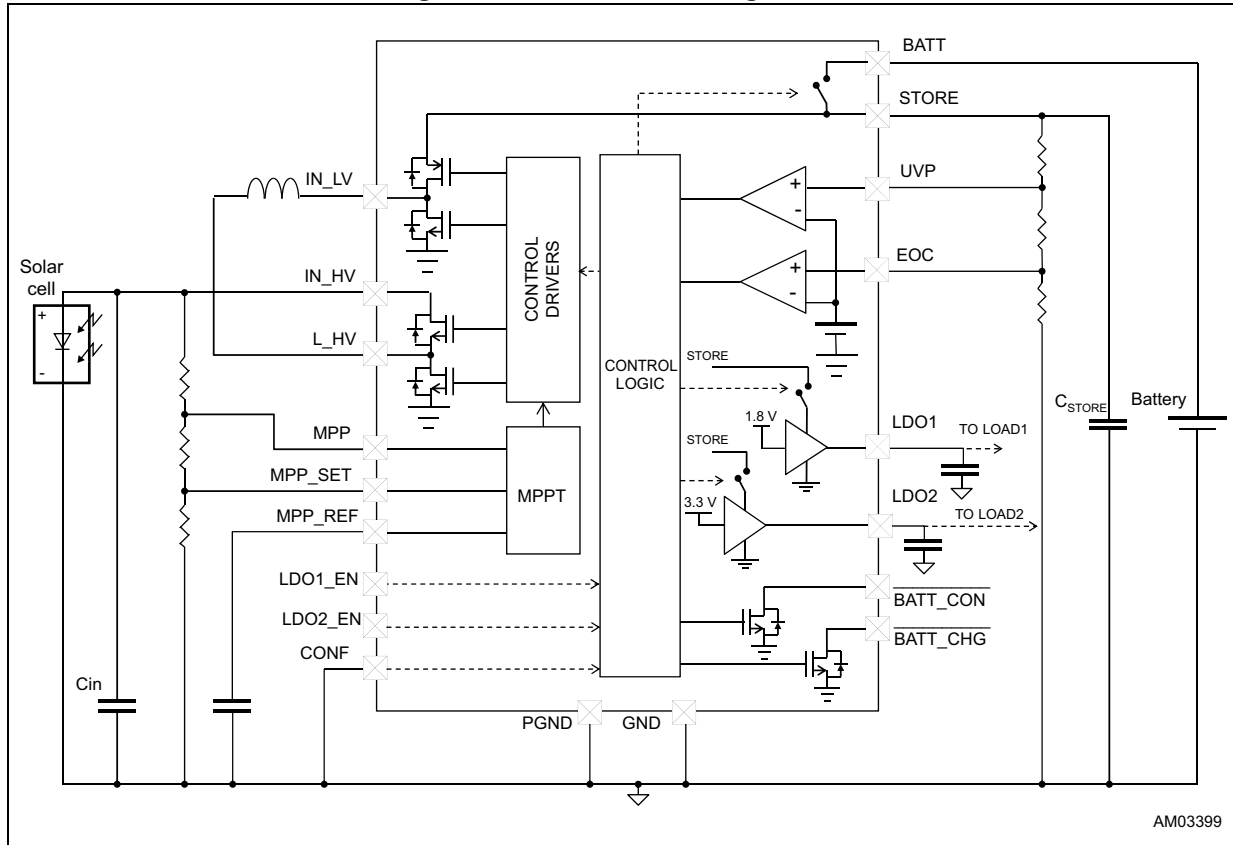 BATT
STORE
IN_LV
UVP
Solar
cell
IN_HV
CONTROL
DRIVERS
EOC
+
-
+
-
+
-
L_HV
CONTROL
LOGIC
STORE
CSTORE
Battery
1.8 V
LDO1
TO LOAD1
MPP
STORE
MPP_SET
MPPT
3.3 V
LDO2
TO LOAD2
MPP_REF
LDO1_EN
BATT_CON
LDO2_EN
BATT_CHG
CONF
Cin
PGND
GND
AM03399